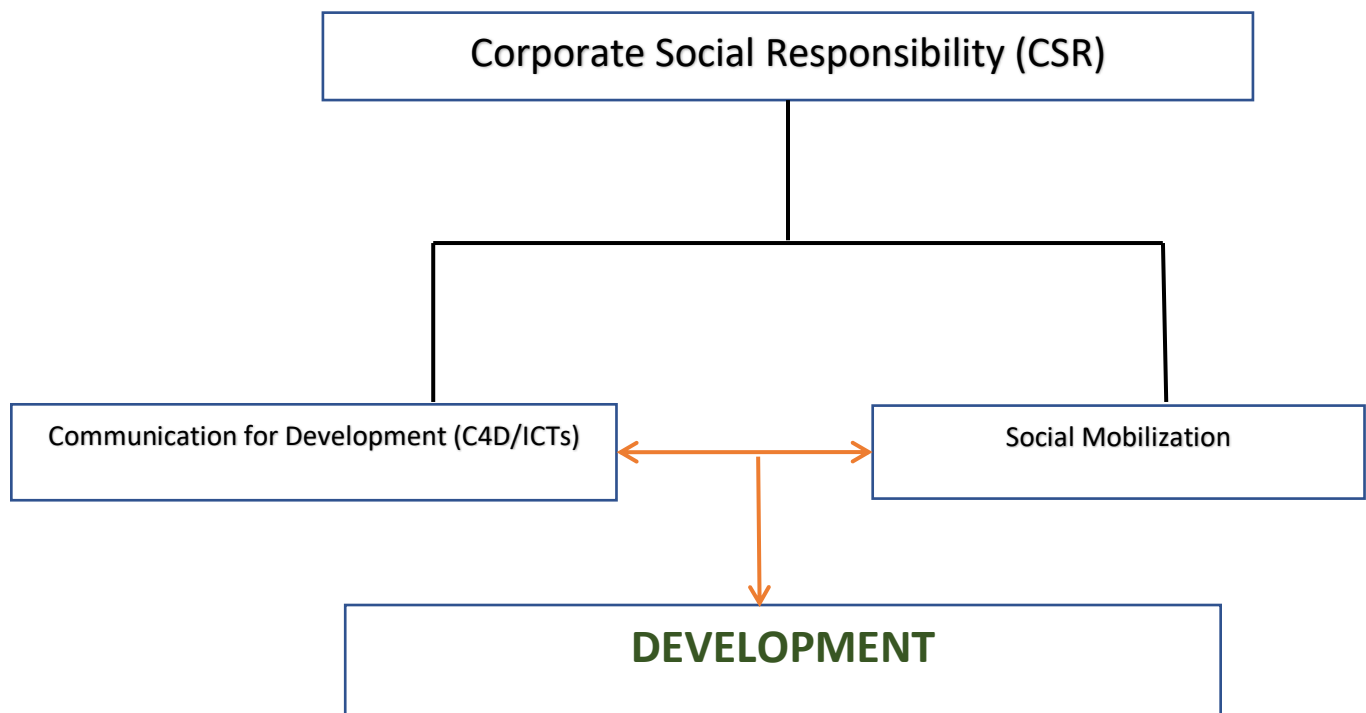 Corporate Social Responsibility (CSR)
Communication for Development (C4D/ICTs)
Social Mobilization
DEVELOPMENT